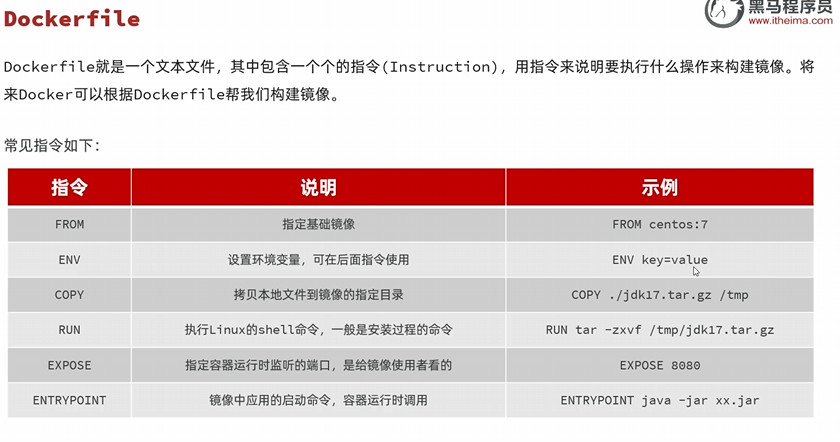 Dockerfile
黑马程序员
www.itheima.com
Dockerfile就是一个文本文件，其中包含一个个的指令(Instruction)，用指令来说明要执行什么操作来构建镜像。将
来Docker可以根据Dockerfile帮我们构建镜像。
常见指令如下：
指令 说明 示例
FROM 指定基础镜像 FROM centos:7
ENV 设置环境变量，可在后面指令使用 ENV key=value
COPY 拷贝本地文件到镜像的指定目录 COPY ./jdk17.tar.gz /tmp
RUN 执行Linux的shell命令，一般是安装过程的命令 RUN tar -zxvf /tmp/jdk17.tar.gz
EXPOSE 指定容器运行时监听的端口，是给镜像使用者看的 EXPOSE 8080
ENTRYPOINT 镜像中应用的启动命令，容器运行时调用 ENTRYPOINT java -jar xx.jar